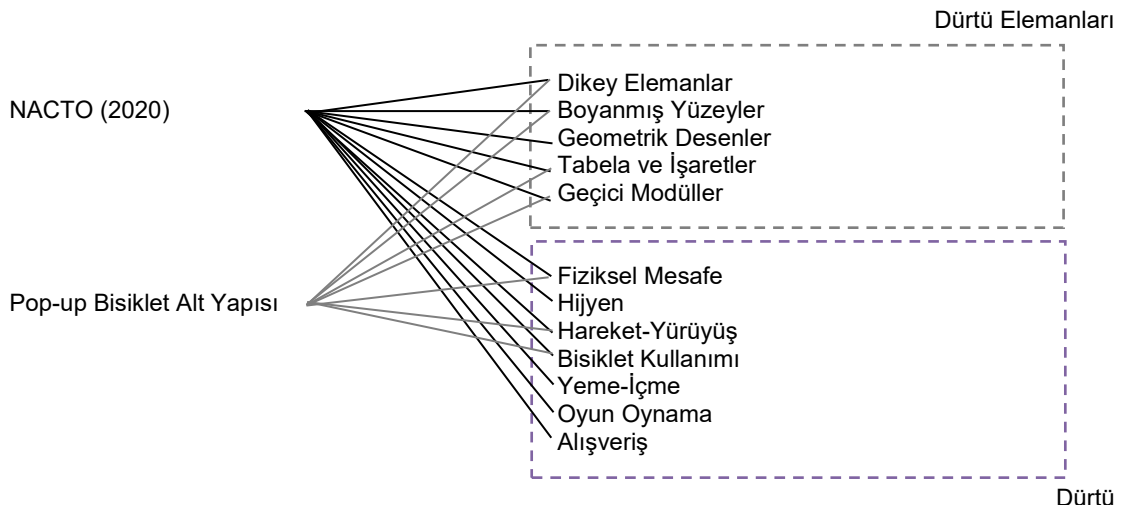 Dürtü Elemanları
NACTO (2020)
Dikey Elemanlar
Boyanmış Yüzeyler
Geometrik Desenler
Tabela ve İşaretler
Geçici Modüller
Pop-up Bisiklet Alt Yapısı
Fiziksel Mesafe
Hijyen
Hareket-Yürüyüş
Bisiklet Kullanımı
Yeme-İçme
Oyun Oynama
Alışveriş
Dürtü